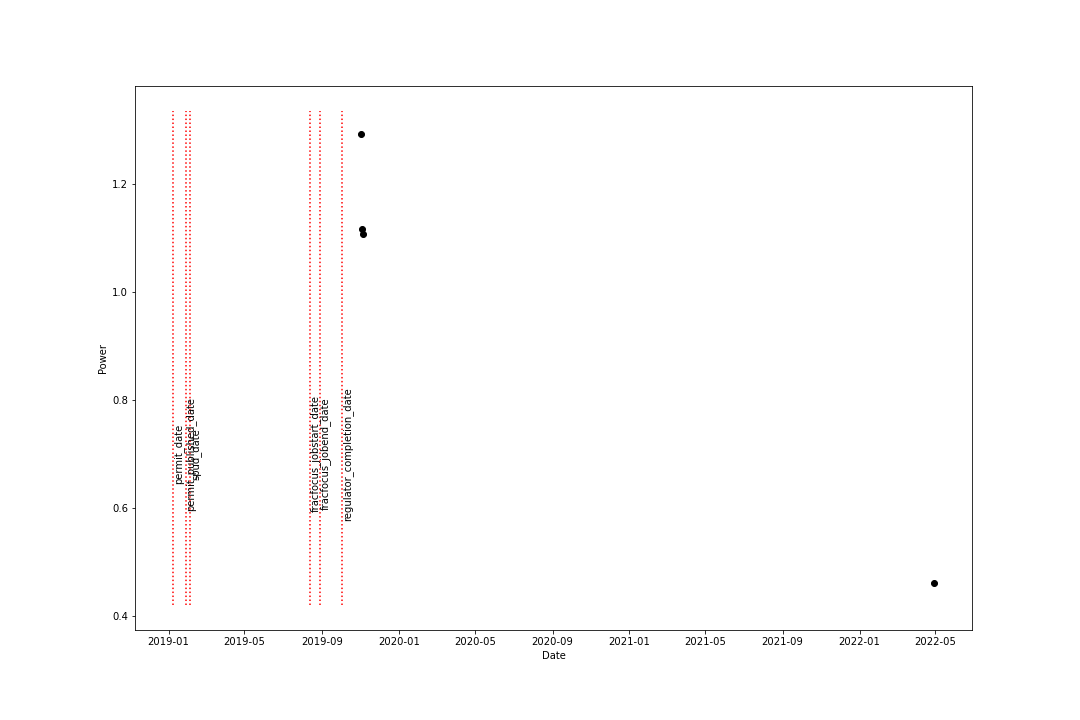 1.2
1.0
0.8
0.6
0.4
Power
permit_date
permit_published_date
spud_date
fracfocus_jobstart_date
fracfocus_jobend_date
regulator_completion_date
2019-01 2019-05 2019-09 2020-01 2020-05 2020-09 2021-01 2021-05 2021-09 2022-01 2022-05
Date